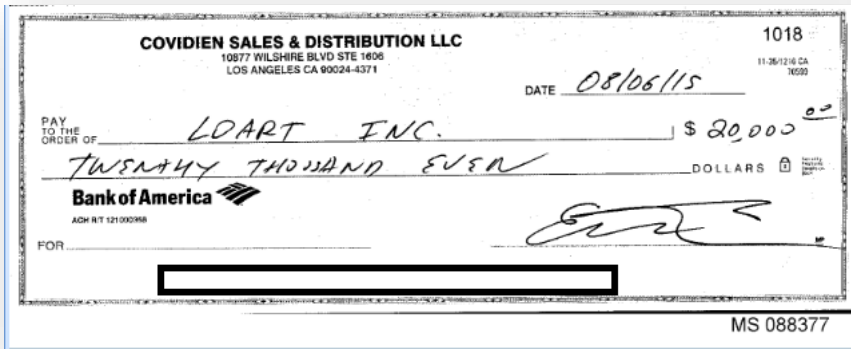 COVIDIEN SALES & DISTRIBUTION LLC
1018
10877 WILSHIRE BLVD STE 1606
LOS ANGELES CA 90024-4371
11-35/1210 CA
DATE 08/06/15
PAY TO THE ORDER OF LOART INC. $ 20,000 00
TWENTHY THOUSAND EVEN DOLLARS
Bank of America
ACH R/T 121000358
FOR
MS 088377